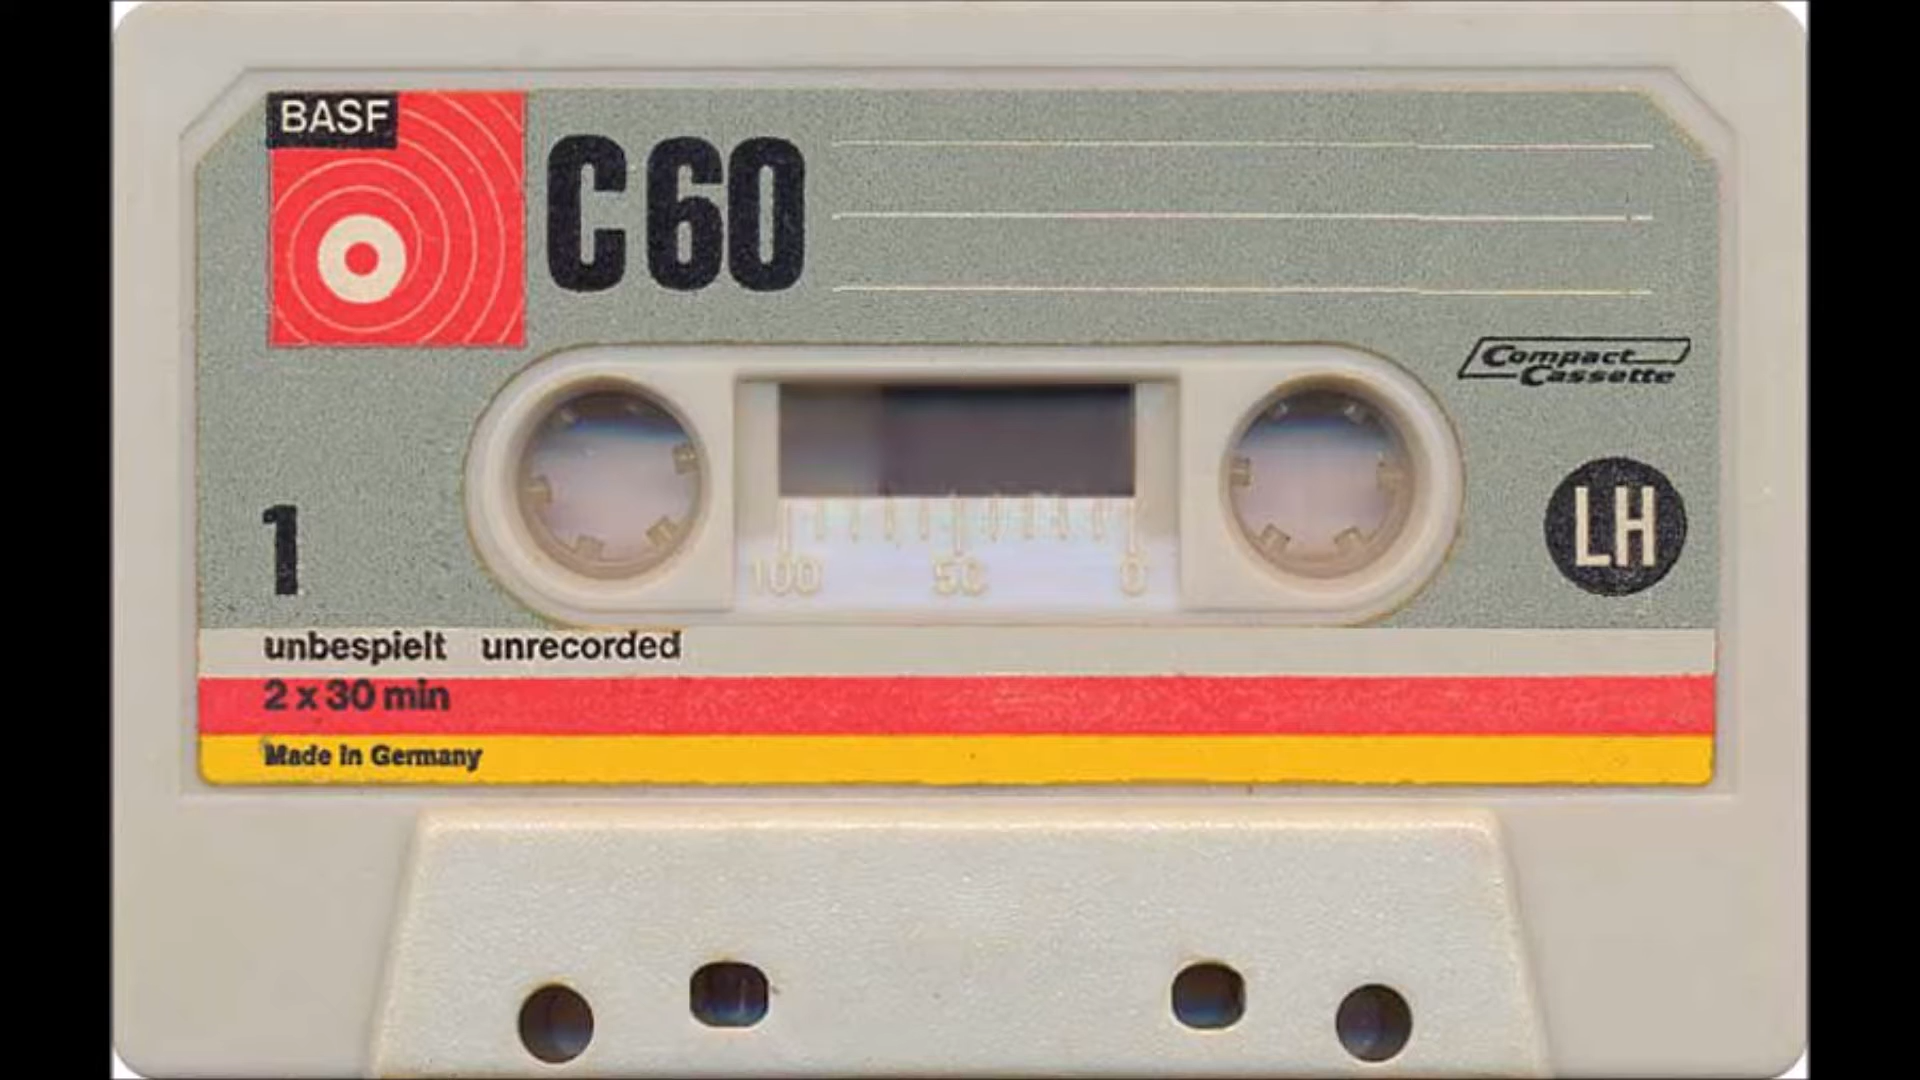 BASF
C60
Compact
Cassette
LH
1
100 50 0
unbespielt unrecorded
2 x 30 min
Made in Germany